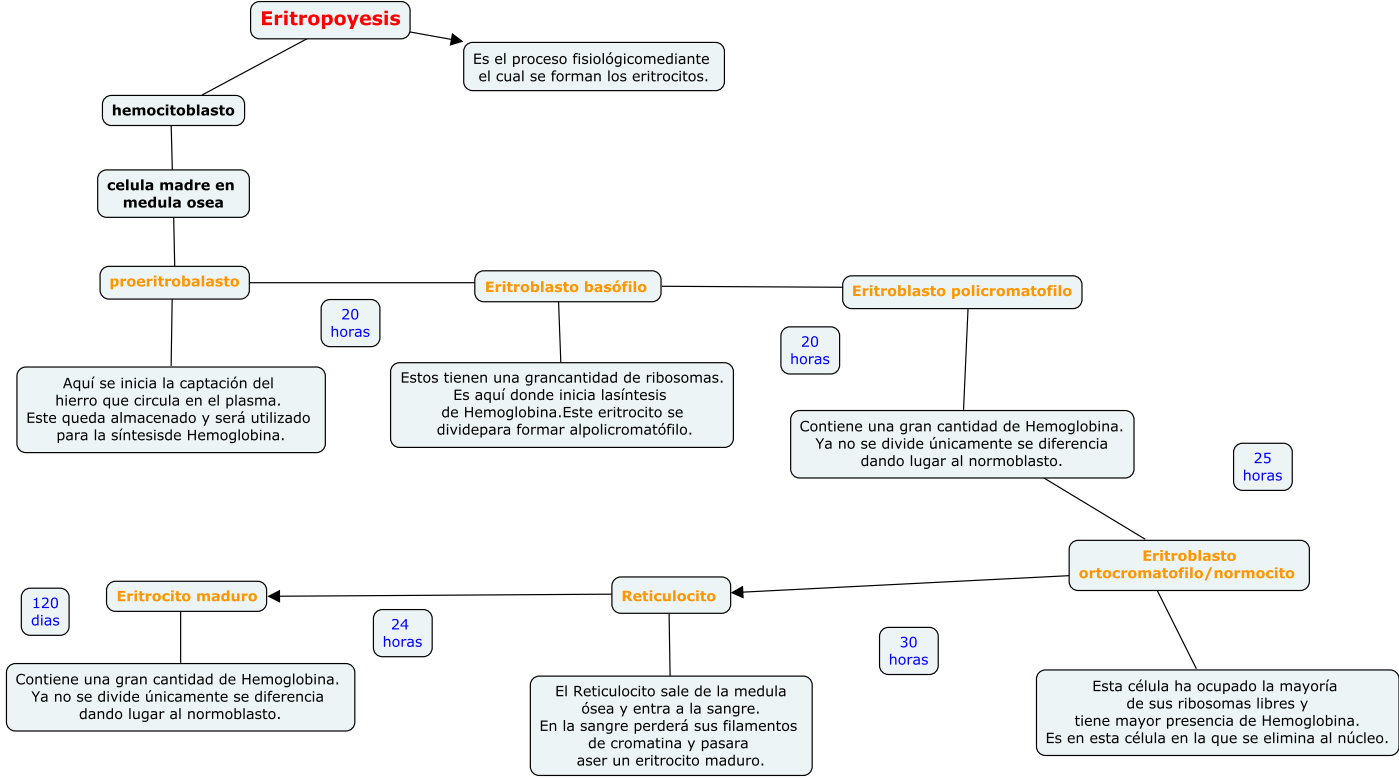 Eritropoyesis
Es el proceso fisiológicomediante
el cual se forman los eritrocitos.
hemocitoblasto
celula madre en
medula osea
proeritrobalasto
Eritroblasto basófilo
Eritroblasto policromatofilo
20
horas
20
horas
Aquí se inicia la captación del
hierro que circula en el plasma.
Este queda almacenado y será utilizado
para la síntesisde Hemoglobina.
Estos tienen una grancantidad de ribosomas.
Es aquí donde inicia lasíntesis
de Hemoglobina.Este eritrocito se
dividepara formar alpolicromatófilo.
Contiene una gran cantidad de Hemoglobina.
Ya no se divide únicamente se diferencia
dando lugar al normoblasto.
25
horas
Eritroblasto
ortocromatofilo/normocito
Reticulocito
Eritrocito maduro
120
dias
24
horas
30
horas
Contiene una gran cantidad de Hemoglobina.
Ya no se divide únicamente se diferencia
dando lugar al normoblasto.
El Reticulocito sale de la medula
ósea y entra a la sangre.
En la sangre perderá sus filamentos
de cromatina y pasara
aser un eritrocito maduro.
Esta célula ha ocupado la mayoría
de sus ribosomas libres y
tiene mayor presencia de Hemoglobina.
Es en esta célula en la que se elimina al núcleo.